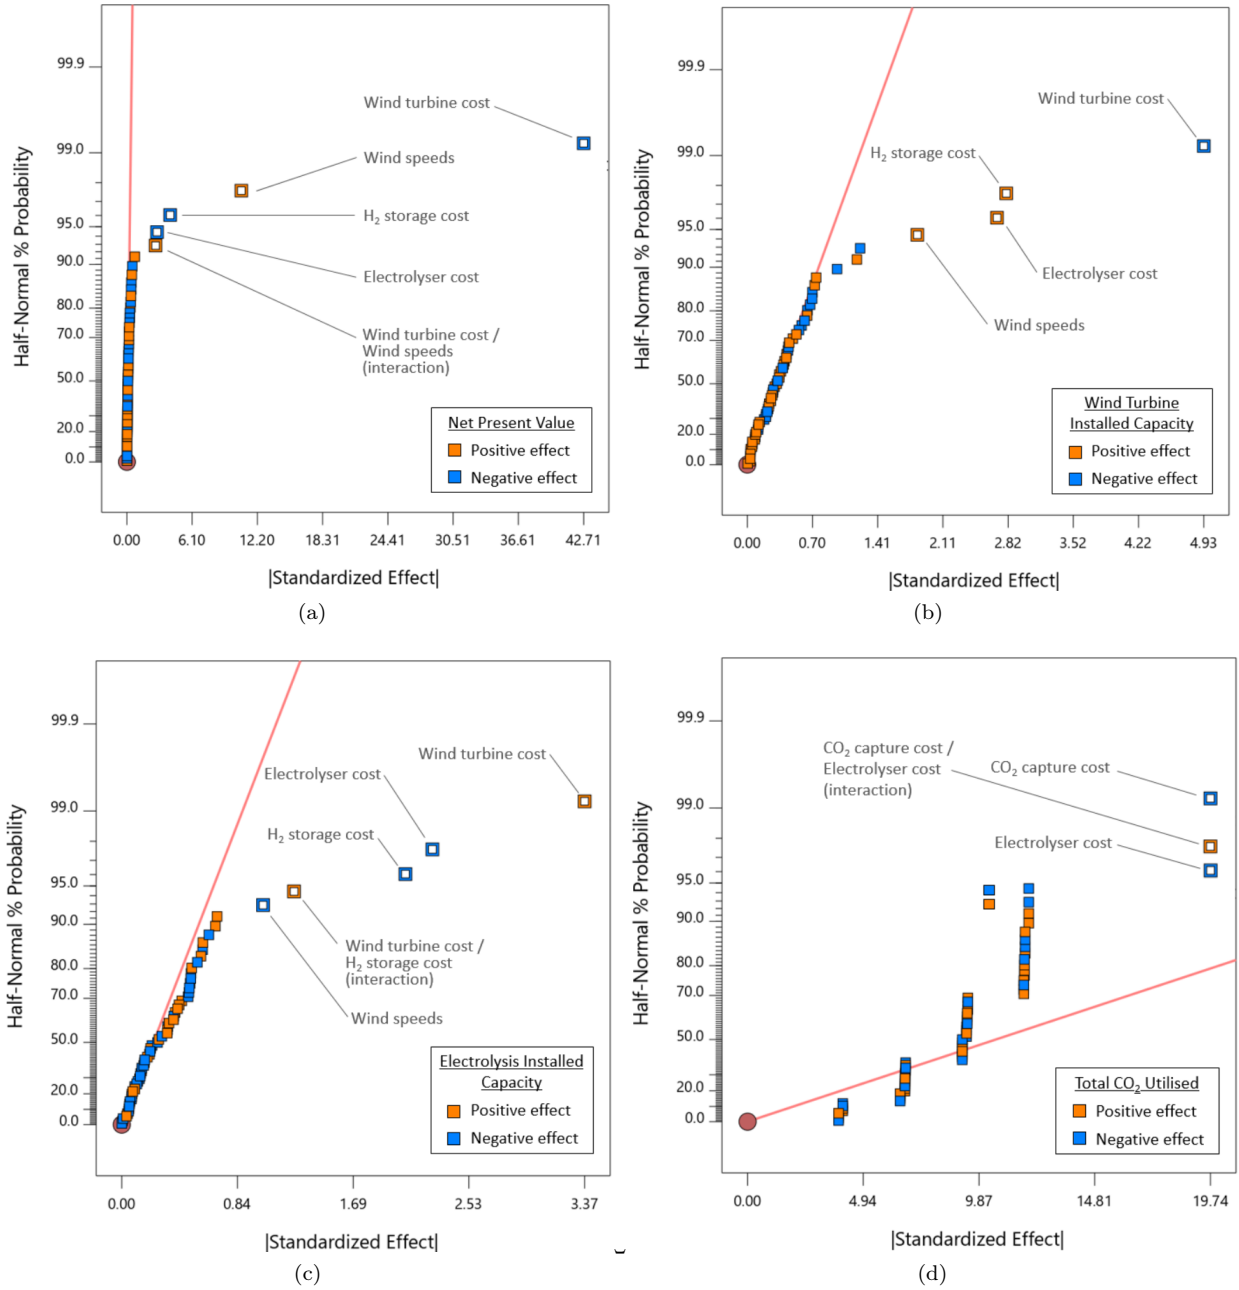 99.9
99.0
95.0
90.0
80.0
70.0
50.0
20.0
0.0
Half-Normal % Probability
Wind turbine cost
Wind speeds
H₂ storage cost
Electrolyser cost
Wind turbine cost /
Wind speeds
(interaction)
Net Present Value
Positive effect
Negative effect
0.00 6.10 12.20 18.31 24.41 30.51 36.61 42.71
|Standardized Effect|
(a)
99.9
99.0
95.0
90.0
80.0
70.0
50.0
20.0
0.0
Half-Normal % Probability
Wind turbine cost
H₂ storage cost
Electrolyser cost
Wind speeds
Wind Turbine
Installed Capacity
Positive effect
Negative effect
0.00 0.70 1.41 2.11 2.82 3.52 4.22 4.93
|Standardized Effect|
(b)
99.9
99.0
95.0
90.0
80.0
70.0
50.0
20.0
0.0
Half-Normal % Probability
Wind turbine cost
Electrolyser cost
H₂ storage cost
Wind turbine cost /
H₂ storage cost
(interaction)
Wind speeds
Electrolysis Installed
Capacity
Positive effect
Negative effect
0.00 0.84 1.69 2.53 3.37
|Standardized Effect|
(c)
99.9
99.0
95.0
90.0
80.0
70.0
50.0
20.0
0.0
Half-Normal % Probability
CO₂ capture cost /
Electrolyser cost
(interaction)
CO₂ capture cost
Electrolyser cost
Total CO₂ Utilised
Positive effect
Negative effect
0.00 4.94 9.87 14.81 19.74
|Standardized Effect|
(d)